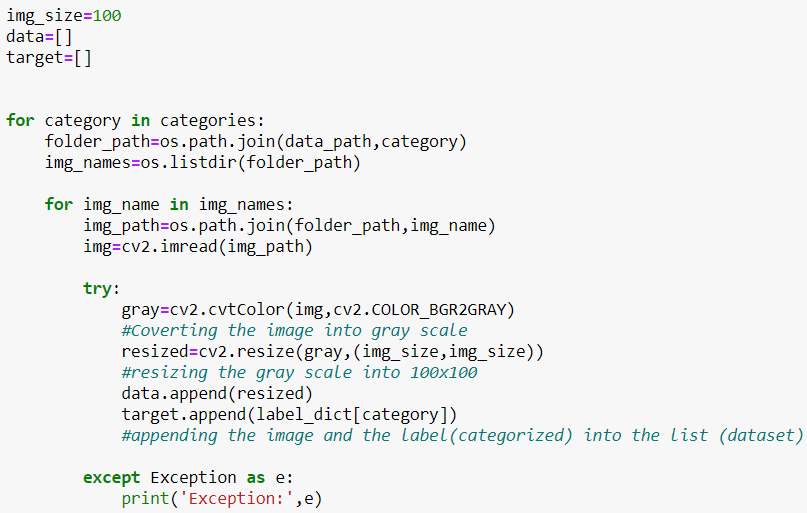 img_size=100
data=[]
target=[]
for category in categories:
    folder_path=os.path.join(data_path,category)
    img_names=os.listdir(folder_path)
    for img_name in img_names:
        img_path=os.path.join(folder_path,img_name)
        img=cv2.imread(img_path)
        try:
            gray=cv2.cvtColor(img,cv2.COLOR_BGR2GRAY)
            #Coverting the image into gray scale
            resized=cv2.resize(gray,(img_size,img_size))
            #resizing the gray scale into 100x100
            data.append(resized)
            target.append(label_dict[category])
            #appending the image and the label(categorized) into the list (dataset)
        except Exception as e:
            print('Exception:',e)